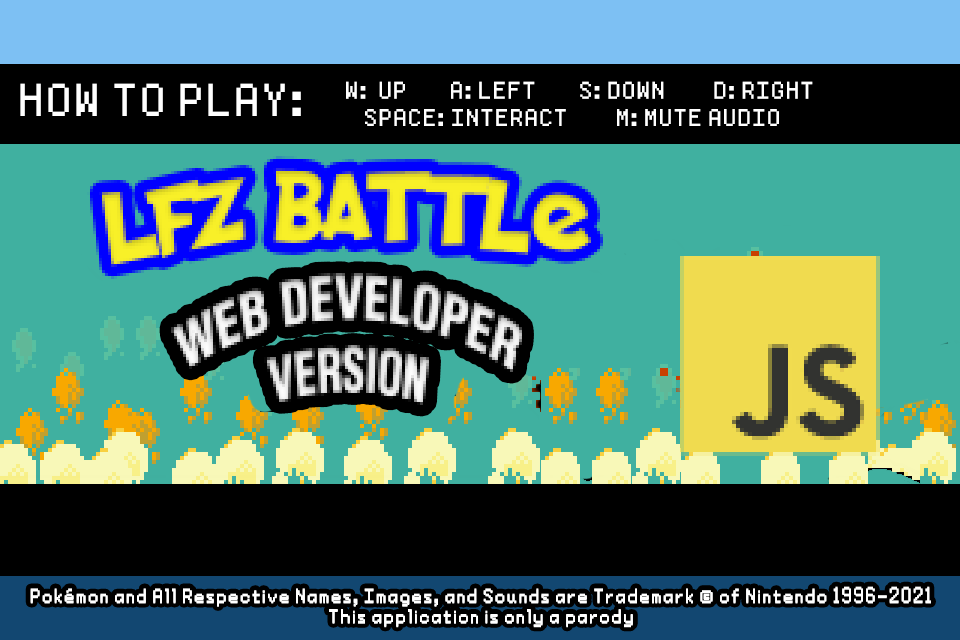 HOW TO PLAY:
W: UP A: LEFT S: DOWN D: RIGHT
SPACE: INTERACT M: MUTE AUDIO
LFZ BATTLe
WEB DEVELOPER
VERSION
JS
Pokémon and All Respective Names, Images, and Sounds are Trademark © of Nintendo 1996-2021
This application is only a parody